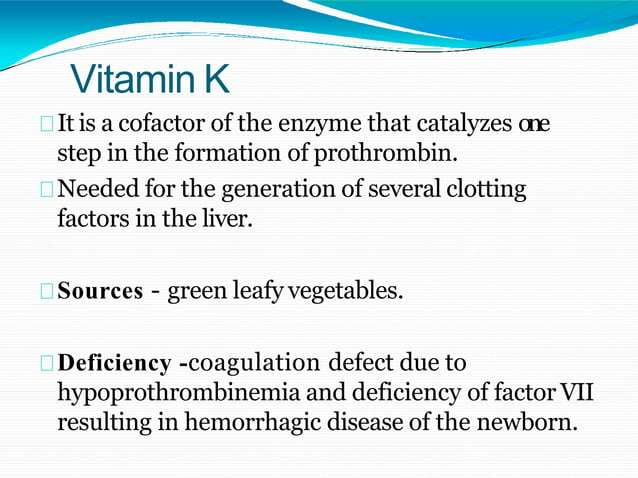 Vitamin K
It is a cofactor of the enzyme that catalyzes one
step in the formation of prothrombin.
Needed for the generation of several clotting
factors in the liver.
Sources - green leafy vegetables.
Deficiency -coagulation defect due to
hypoprothrombinemia and deficiency of factor VII
resulting in hemorrhagic disease of the newborn.